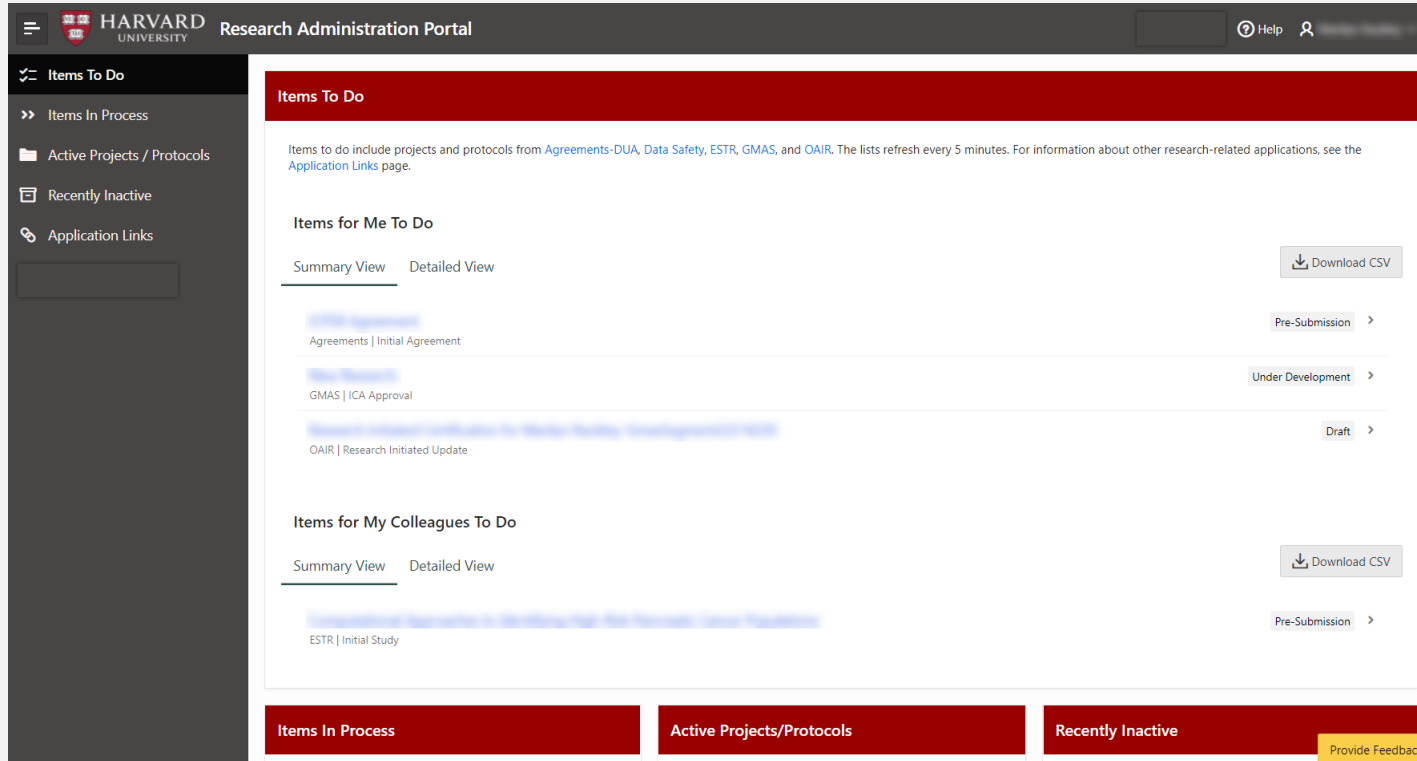 HARVARD
UNIVERSITY
Research Administration Portal
Help
Items To Do
Items In Process
Active Projects / Protocols
Recently Inactive
Application Links
Items To Do
Items to do include projects and protocols from Agreements-DUA, Data Safety, ESTR, GMAS, and OAIR. The lists refresh every 5 minutes. For information about other research-related applications, see the
Application Links page.
Items for Me To Do
Summary View Detailed View
Download CSV
Pre-Submission
Agreements | Initial Agreement
Under Development
GMAS | ICA Approval
Draft
OAIR | Research Initiated Update
Items for My Colleagues To Do
Summary View Detailed View
Download CSV
Pre-Submission
ESTR | Initial Study
Items In Process
Active Projects/Protocols
Recently Inactive
Provide Feedbac